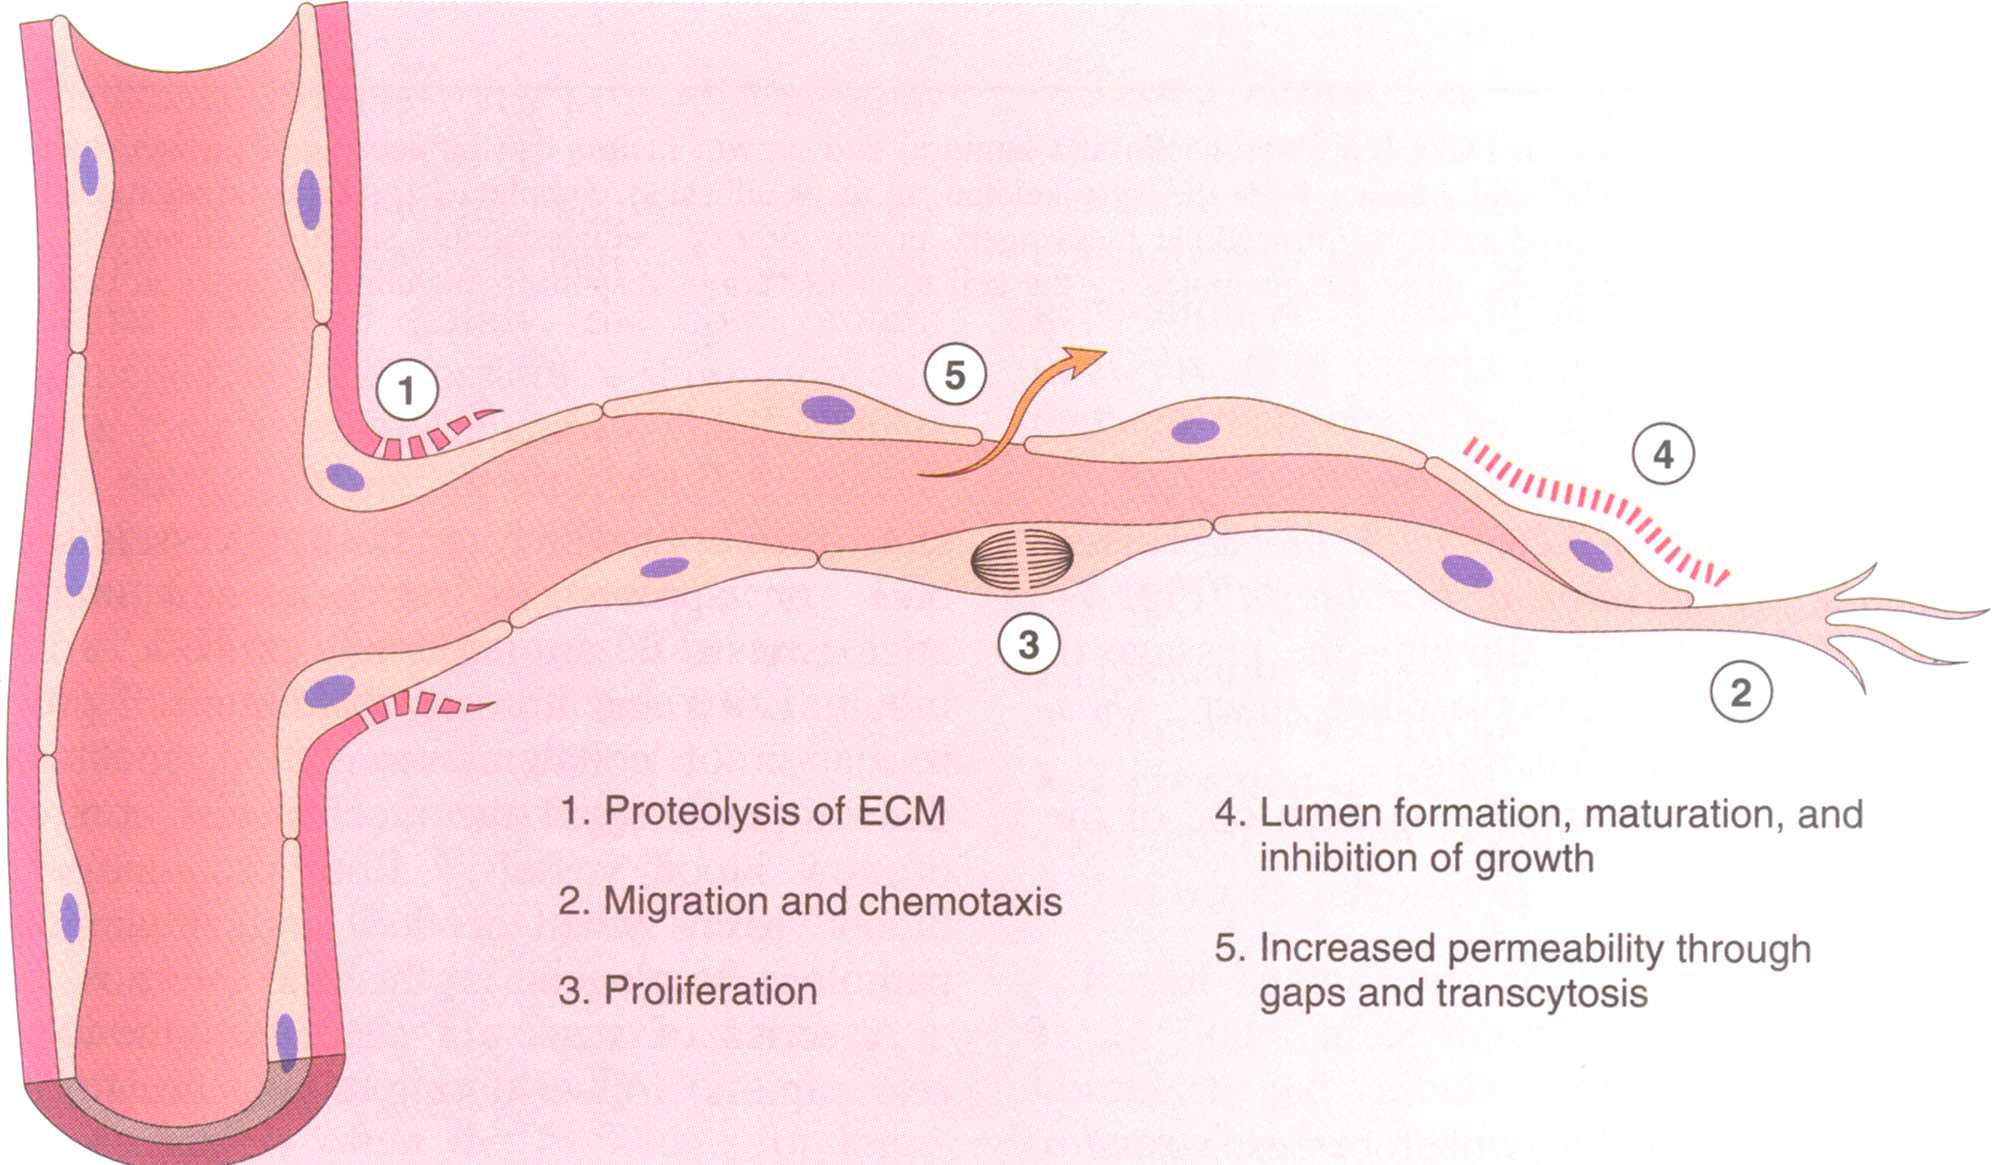 1
5
4
3
2
1. Proteolysis of ECM
2. Migration and chemotaxis
3. Proliferation
4. Lumen formation, maturation, and
inhibition of growth
5. Increased permeability through
gaps and transcytosis